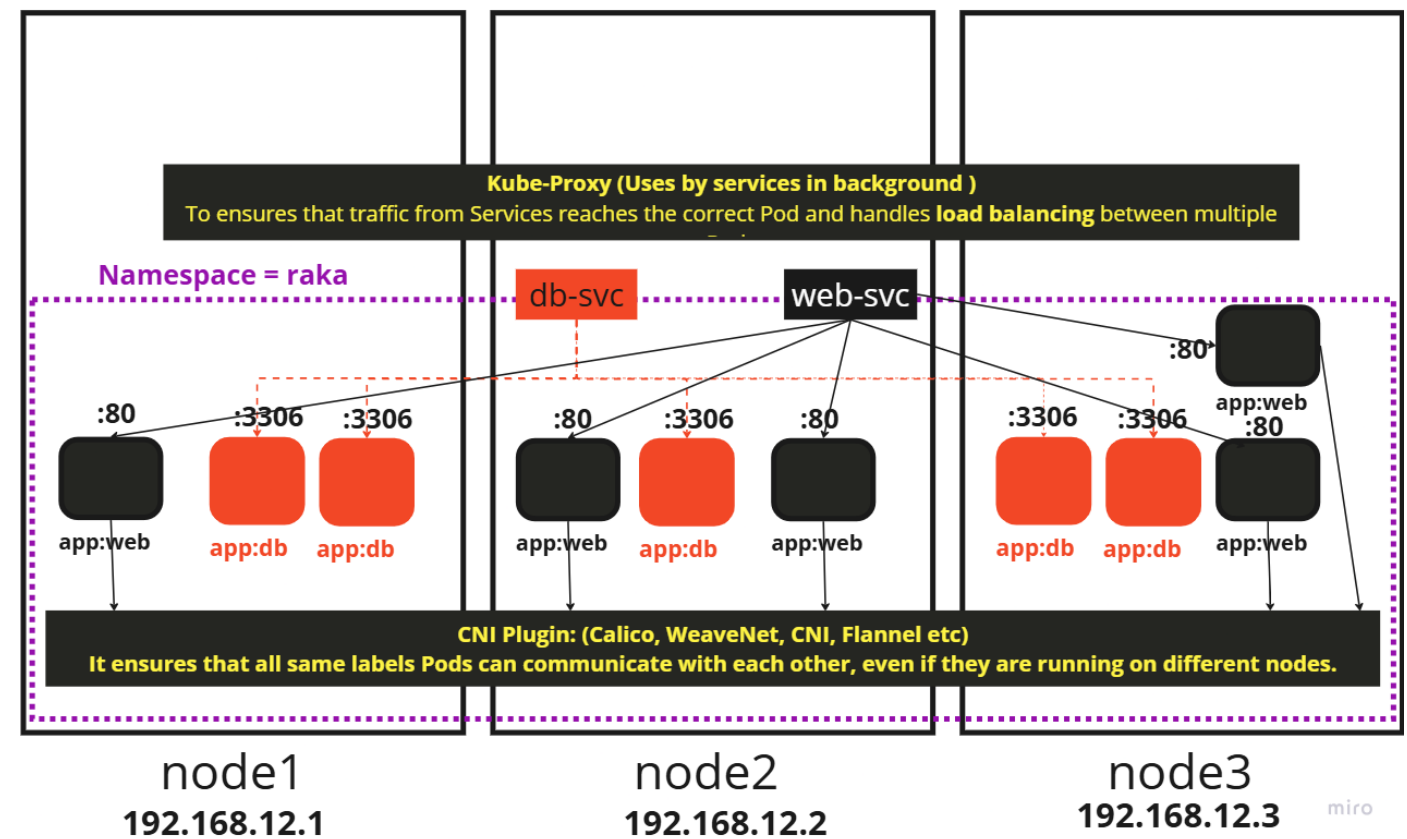 Kube-Proxy (Uses by services in background )
To ensures that traffic from Services reaches the correct Pod and handles load balancing between multiple
Namespace = raka
db-svc
web-svc
:80
app:web
:80
:3306
:3306
:80
:3306
:80
:3306
:3306
:80
app:web
app:db
app:db
app:web
app:db
app:web
app:db
app:db
app:web
CNI Plugin: (Calico, WeaveNet, CNI, Flannel etc)
It ensures that all same labels Pods can communicate with each other, even if they are running on different nodes.
node1
node2
node3
192.168.12.1
192.168.12.2
192.168.12.3
miro